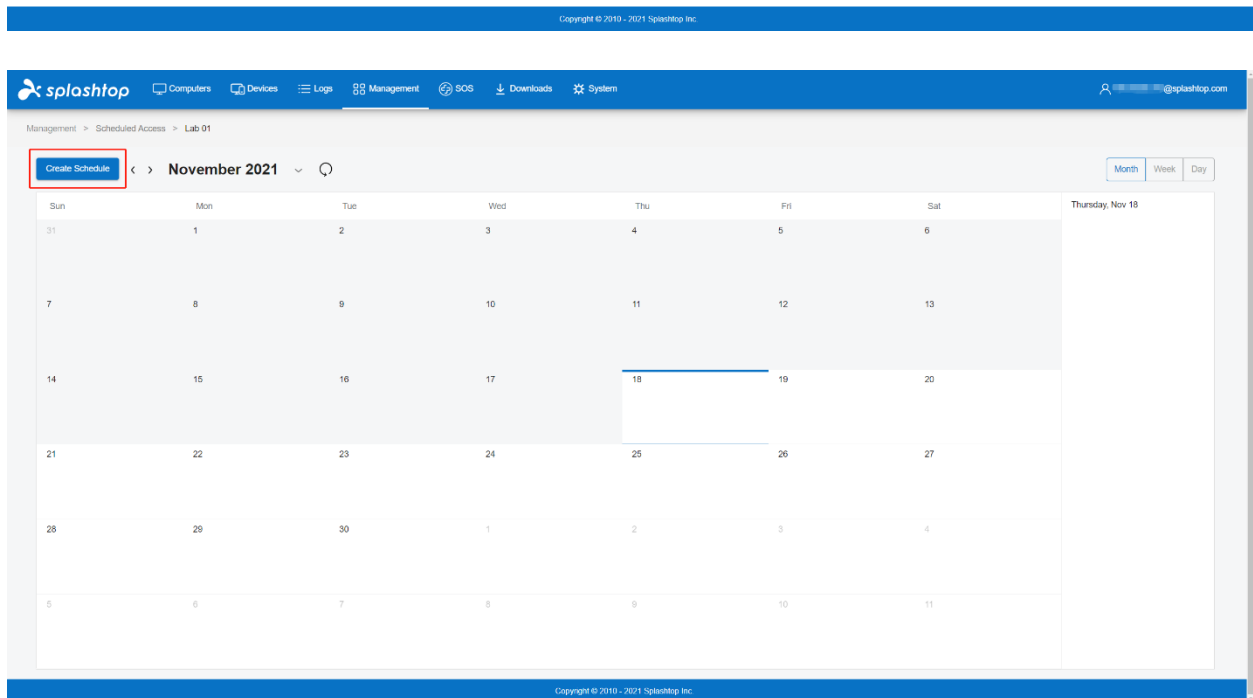 Copyright © 2010 - 2021 Splashtop Inc.
splashtop Computers Devices Logs Management SOS Downloads System @splashtop.com
Management > Scheduled Access > Lab 01
Create Schedule < > November 2021 Month Week Day
Sun Mon Tue Wed Thu Fri Sat Thursday, Nov 18
31 1 2 3 4 5 6
7 8 9 10 11 12 13
14 15 16 17 18 19 20
21 22 23 24 25 26 27
28 29 30 1 2 3 4
5 6 7 8 9 10 11
Copyright © 2010 - 2021 Splashtop Inc.